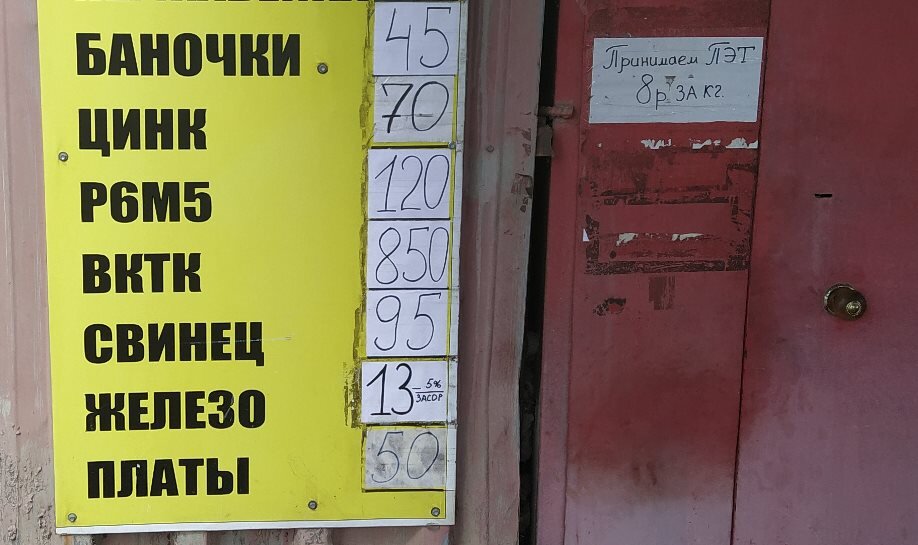 БАНОЧКИ 45
ЦИНК 70
Р6М5 120
ВКТК 850
СВИНЕЦ 95
ЖЕЛЕЗО 13 – 5% ЗАСОР
ПЛАТЫ 50
Принимаем ПЭТ
8р ЗА КГ.